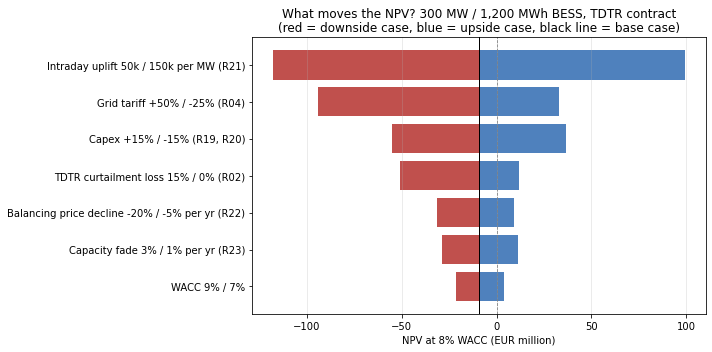 What moves the NPV? 300 MW / 1,200 MWh BESS, TDTR contract
(red = downside case, blue = upside case, black line = base case)
Intraday uplift 50k / 150k per MW (R21)
Grid tariff +50% / -25% (R04)
Capex +15% / -15% (R19, R20)
TDTR curtailment loss 15% / 0% (R02)
Balancing price decline -20% / -5% per yr (R22)
Capacity fade 3% / 1% per yr (R23)
WACC 9% / 7%
−100 −50 0 50 100
NPV at 8% WACC (EUR million)